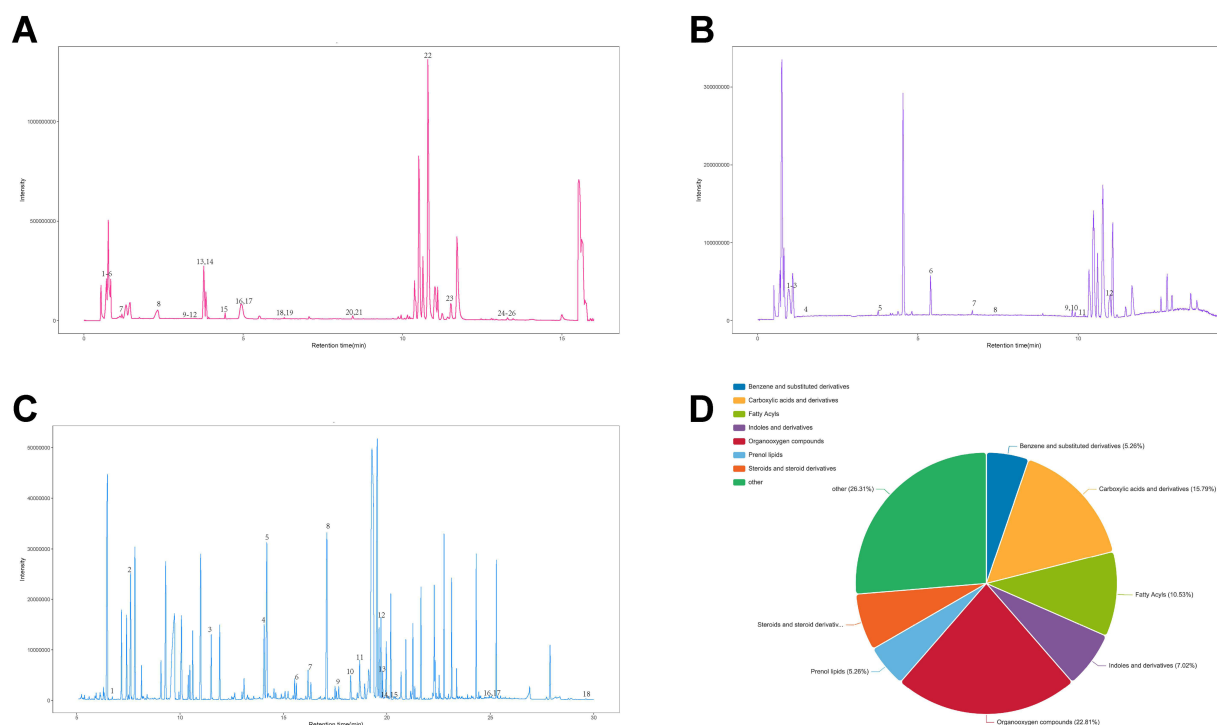 A
Intensity
1000000000
500000000
0
1-6
7
8
9-12
13,14
15
16,17
18,19
20,21
22
23
24-26
0
5
10
15
Retention time(min)
B
Intensity
300000000
200000000
100000000
0
1-3
4
5
6
7
8
9,10
11
12
0
10
Retention time(min)
C
Intensity
50000000
40000000
30000000
20000000
10000000
0
1
2
3
4
5
6
7
8
9
10
11
12
13
14,15
16,17
18
5
10
15
20
25
30
Retention time(min)
D
Benzene and substituted derivatives
Carboxylic acids and derivatives
Fatty Acyls
Indoles and derivatives
Organooxygen compounds
Prenol lipids
Steroids and steroid derivatives
other
Benzene and substituted derivatives (5.26%)
Carboxylic acids and derivatives (15.79%)
Fatty Acyls (10.53%)
Indoles and derivatives (7.02%)
Organooxygen compounds (22.81%)
Prenol lipids (5.26%)
Steroids and steroid derivativ...
other (26.31%)